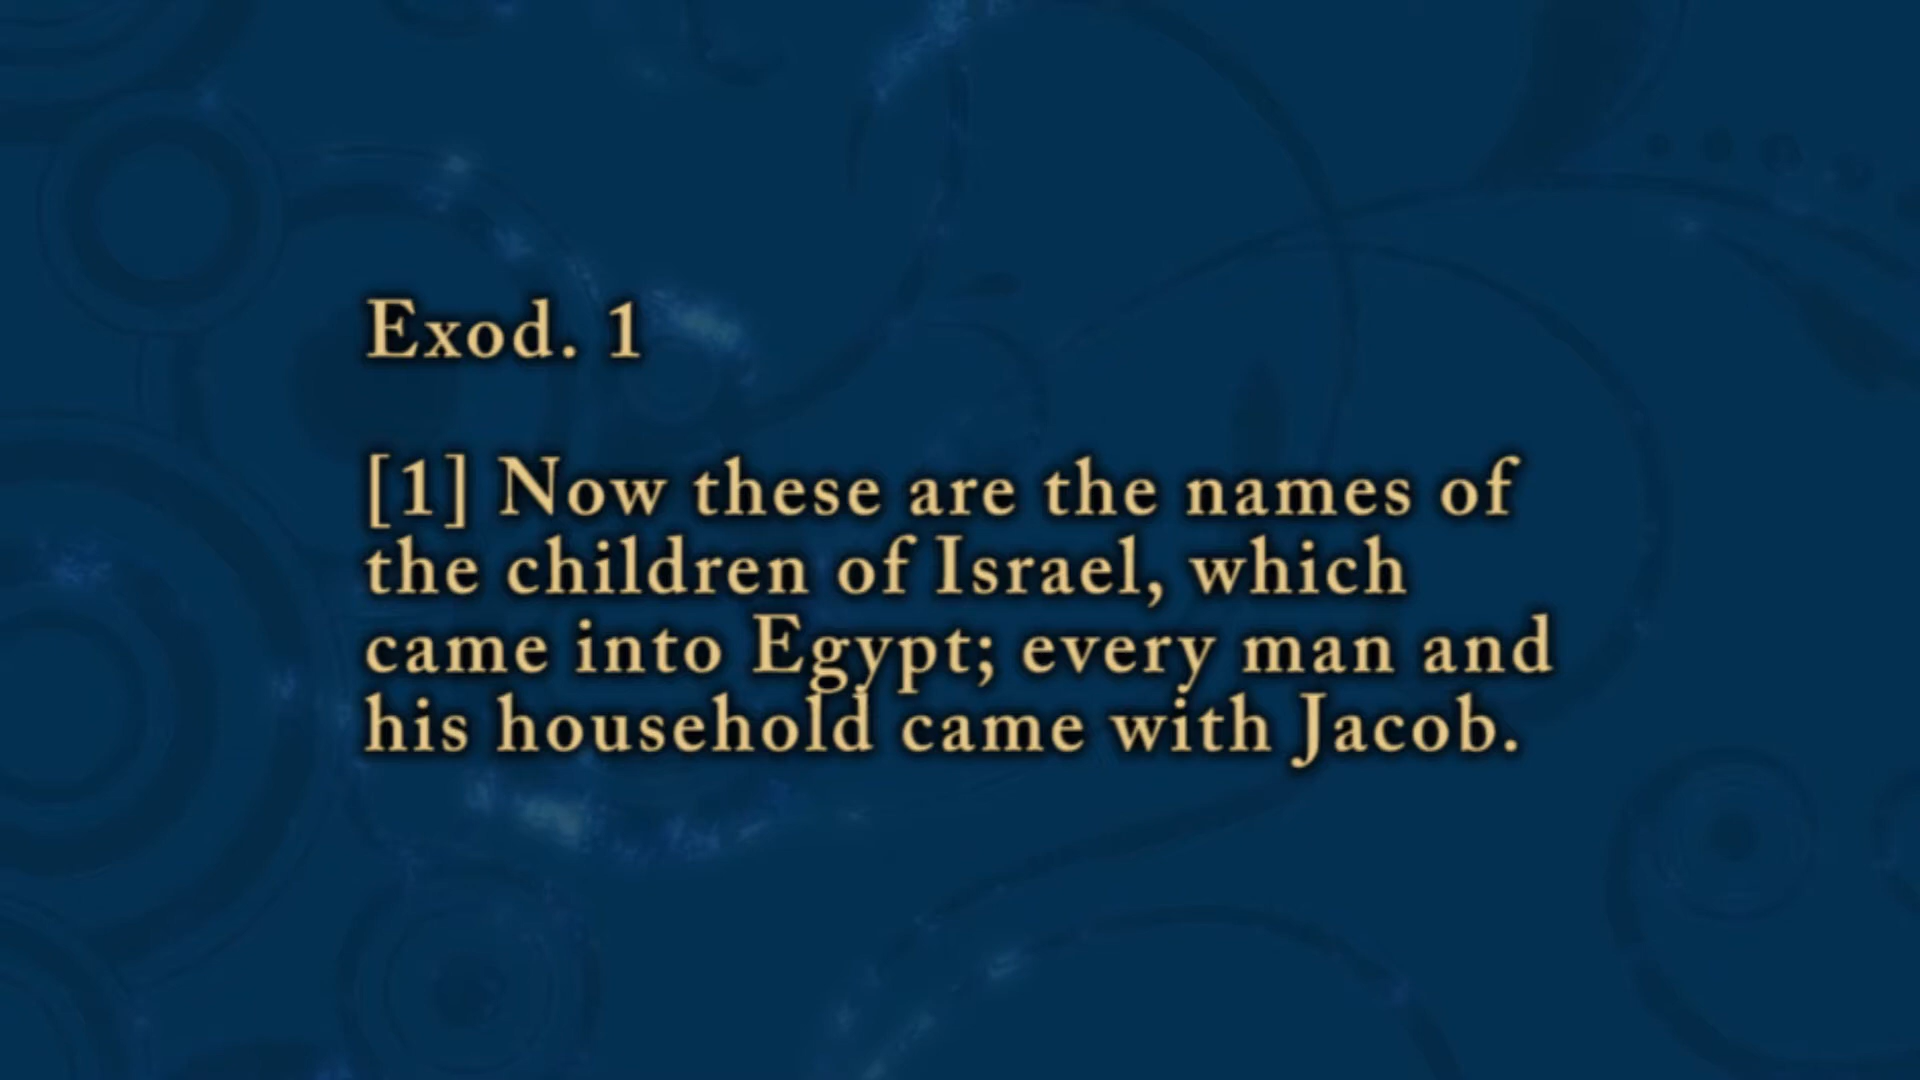 Exod. 1
[1] Now these are the names of
the children of Israel, which
came into Egypt; every man and
his household came with Jacob.